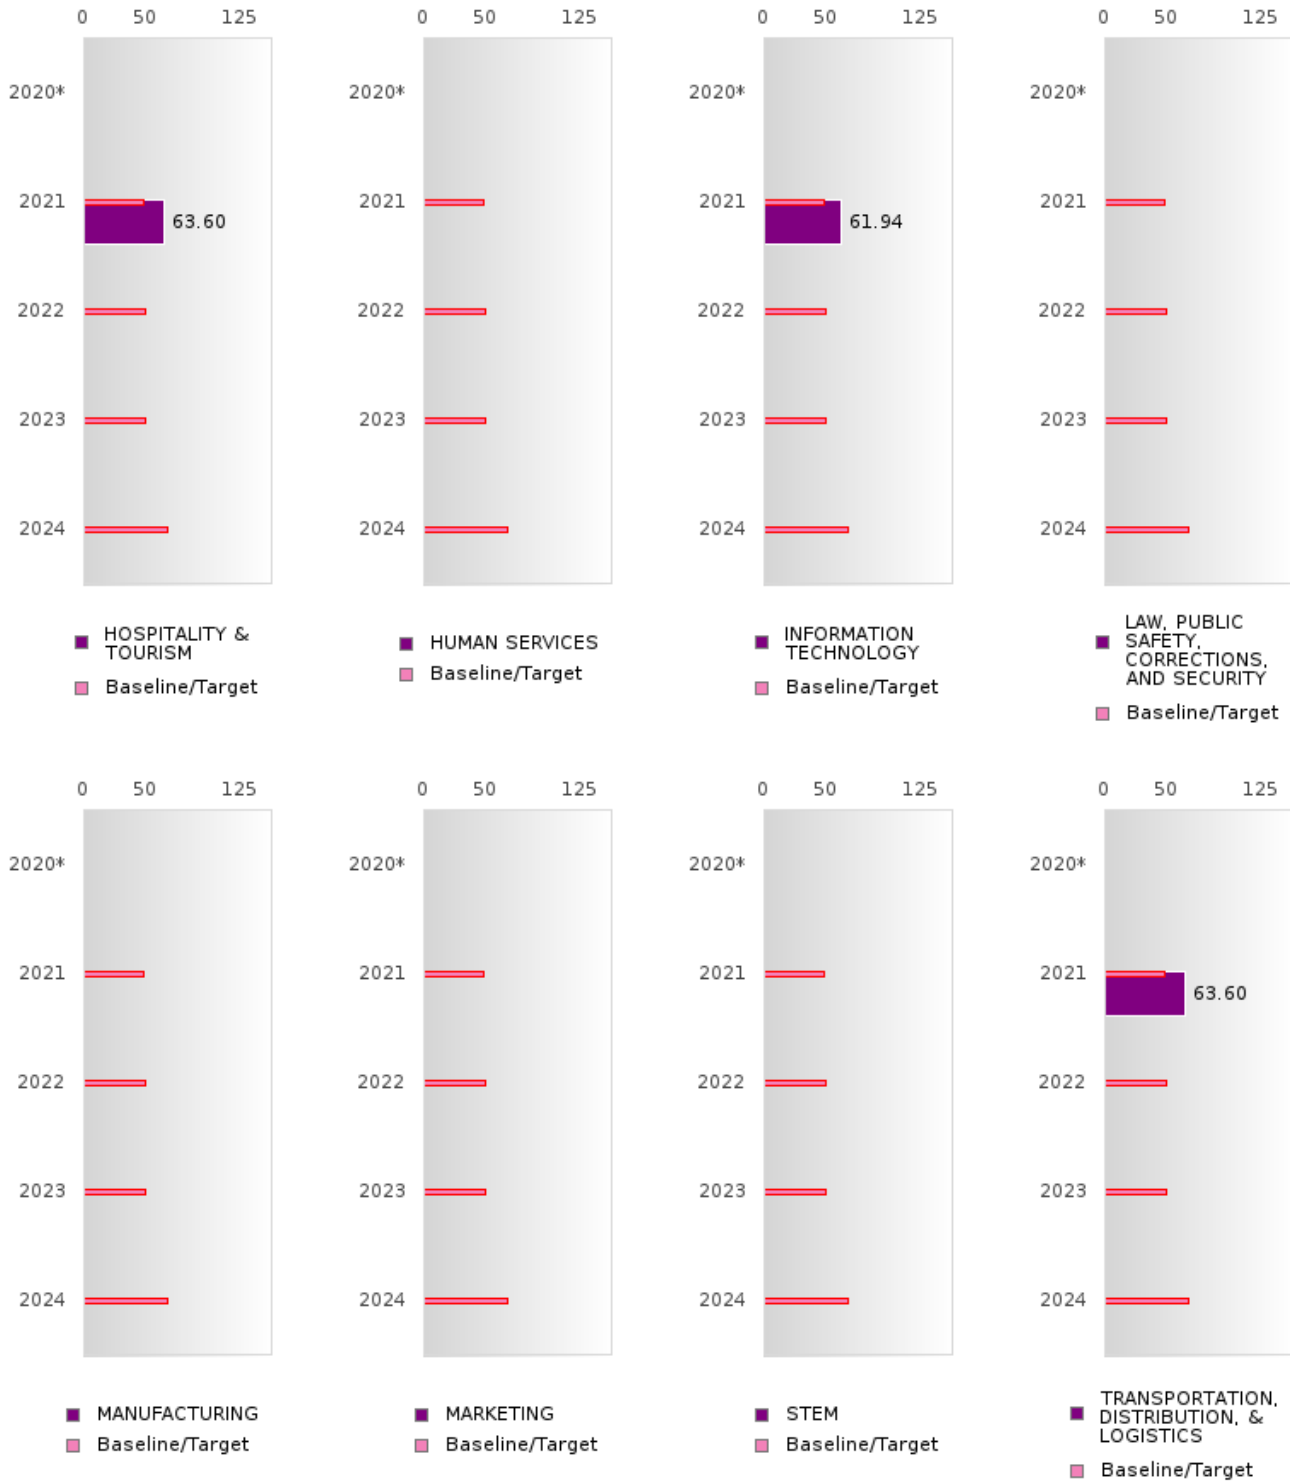 0 50 125
2020*
2021
63.60
2022
2023
2024
HOSPITALITY &
TOURISM
Baseline/Target
0 50 125
2020*
2021
2022
2023
2024
HUMAN SERVICES
Baseline/Target
0 50 125
2020*
2021
61.94
2022
2023
2024
INFORMATION
TECHNOLOGY
Baseline/Target
0 50 125
2020*
2021
2022
2023
2024
LAW, PUBLIC
SAFETY,
CORRECTIONS,
AND SECURITY
Baseline/Target
0 50 125
2020*
2021
2022
2023
2024
MANUFACTURING
Baseline/Target
0 50 125
2020*
2021
2022
2023
2024
MARKETING
Baseline/Target
0 50 125
2020*
2021
2022
2023
2024
STEM
Baseline/Target
0 50 125
2020*
2021
63.60
2022
2023
2024
TRANSPORTATION,
DISTRIBUTION, &
LOGISTICS
Baseline/Target